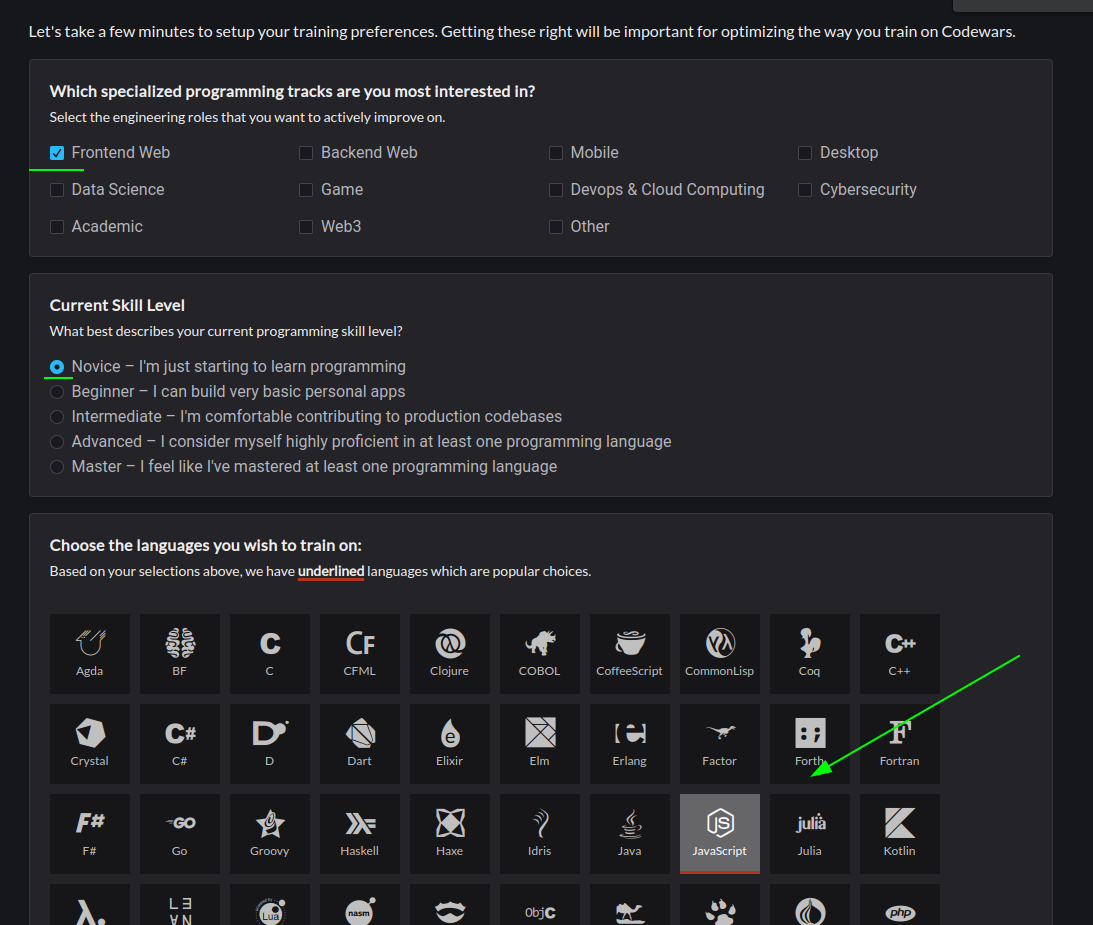 Let's take a few minutes to setup your training preferences. Getting these right will be important for optimizing the way you train on Codewars.
Which specialized programming tracks are you most interested in?
Select the engineering roles that you want to actively improve on.
Frontend Web Backend Web Mobile Desktop
Data Science Game Devops & Cloud Computing Cybersecurity
Academic Web3 Other
Current Skill Level
What best describes your current programming skill level?
Novice – I'm just starting to learn programming
Beginner – I can build very basic personal apps
Intermediate – I'm comfortable contributing to production codebases
Advanced – I consider myself highly proficient in at least one programming language
Master – I feel like I've mastered at least one programming language
Choose the languages you wish to train on:
Based on your selections above, we have underlined languages which are popular choices.
C CF C++
Agda BF C CFML Clojure COBOL CoffeeScript CommonLisp Coq C++
C# D e [e] :; F
Crystal C# D Dart Elixir Elm Erlang Factor Forth Fortran
F# GO JS julia
F# Go Groovy Haskell Haxe Idris Java JavaScript Julia Kotlin
λ. Lua nasm ObjC php